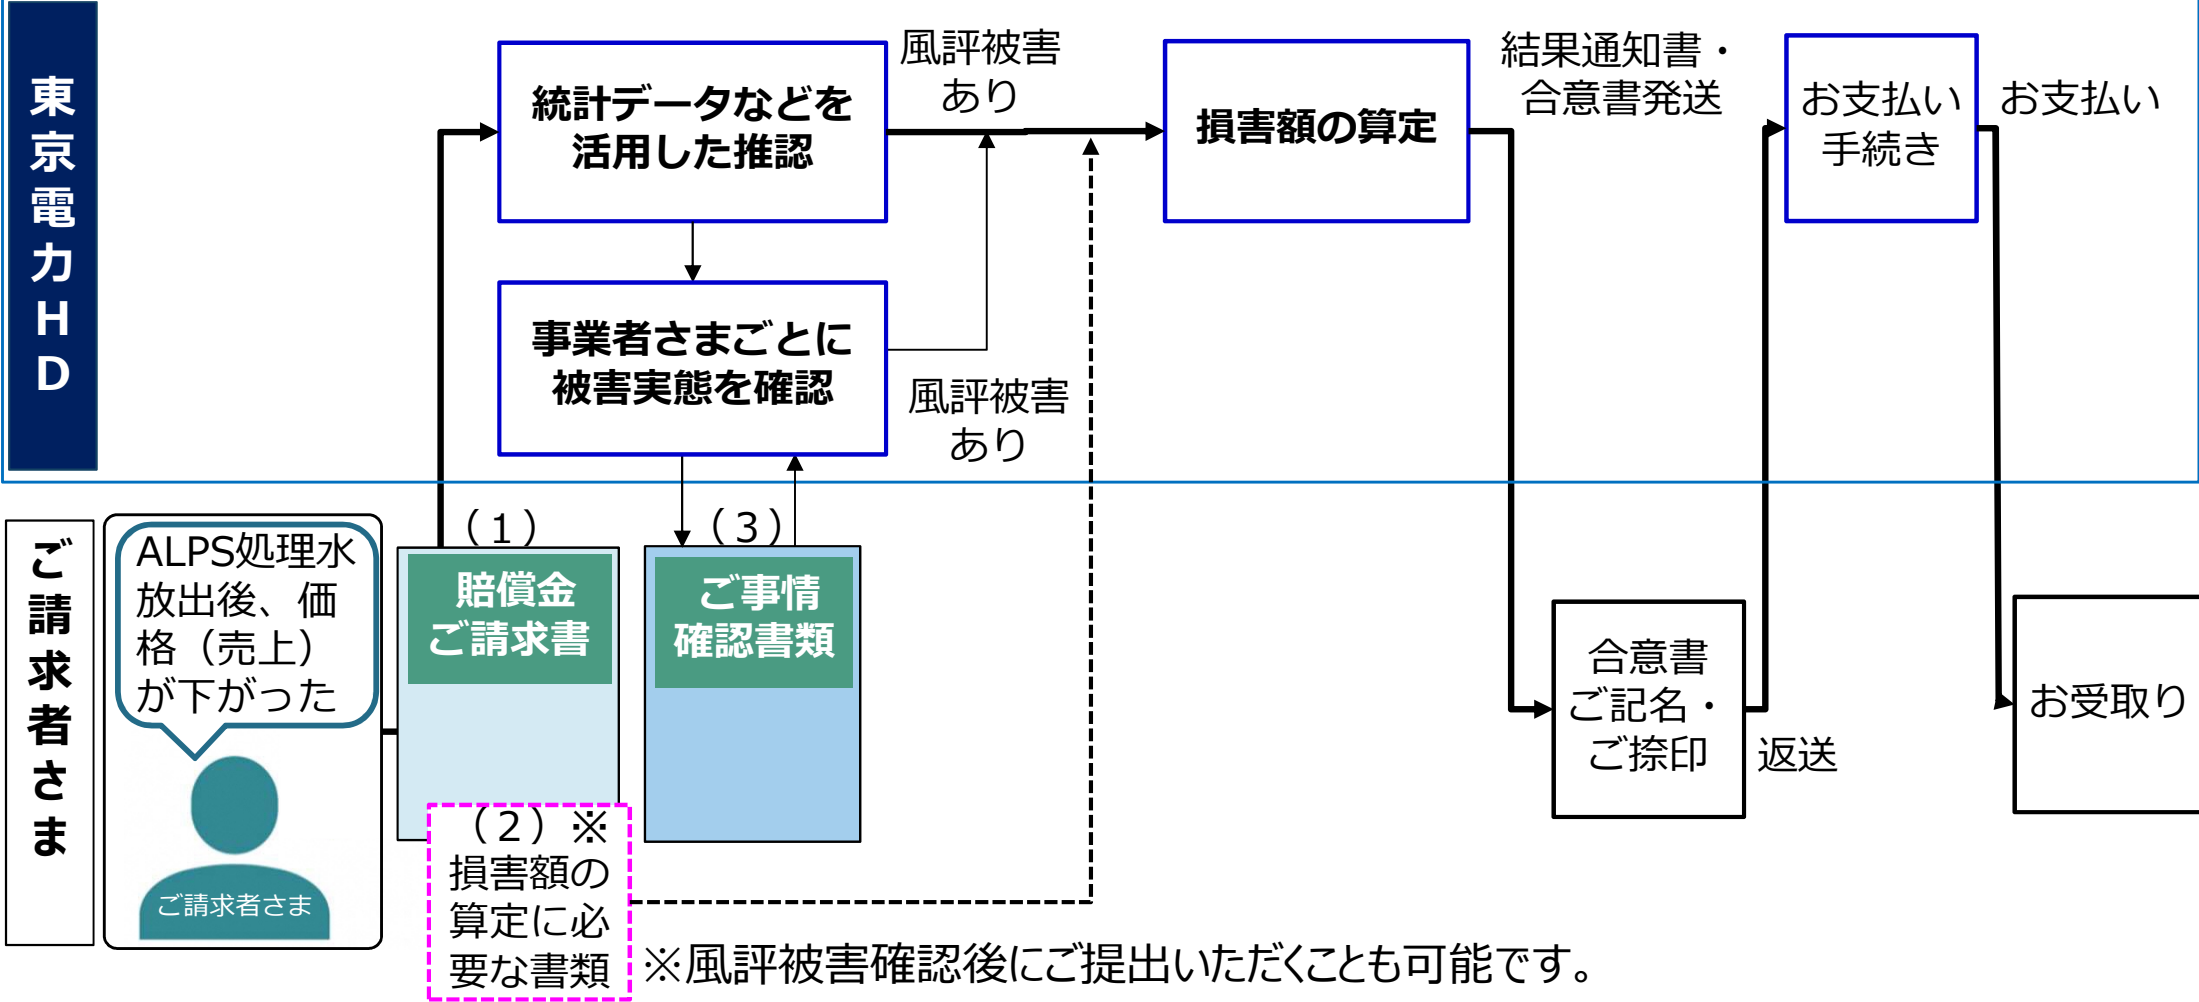 東京電力HD
統計データなどを
活用した推認
風評被害
あり
損害額の算定
結果通知書・
合意書発送
お支払い
手続き
お支払い
事業者さまごとに
被害実態を確認
風評被害
あり
ご請求者さま
ALPS処理水
放出後、価
格（売上）
が下がった
ご請求者さま
（1）
賠償金
ご請求書
（3）
ご事情
確認書類
（2）※
損害額の
算定に必
要な書類
合意書
ご記名・
ご捺印
返送
お受取り
※風評被害確認後にご提出いただくことも可能です。